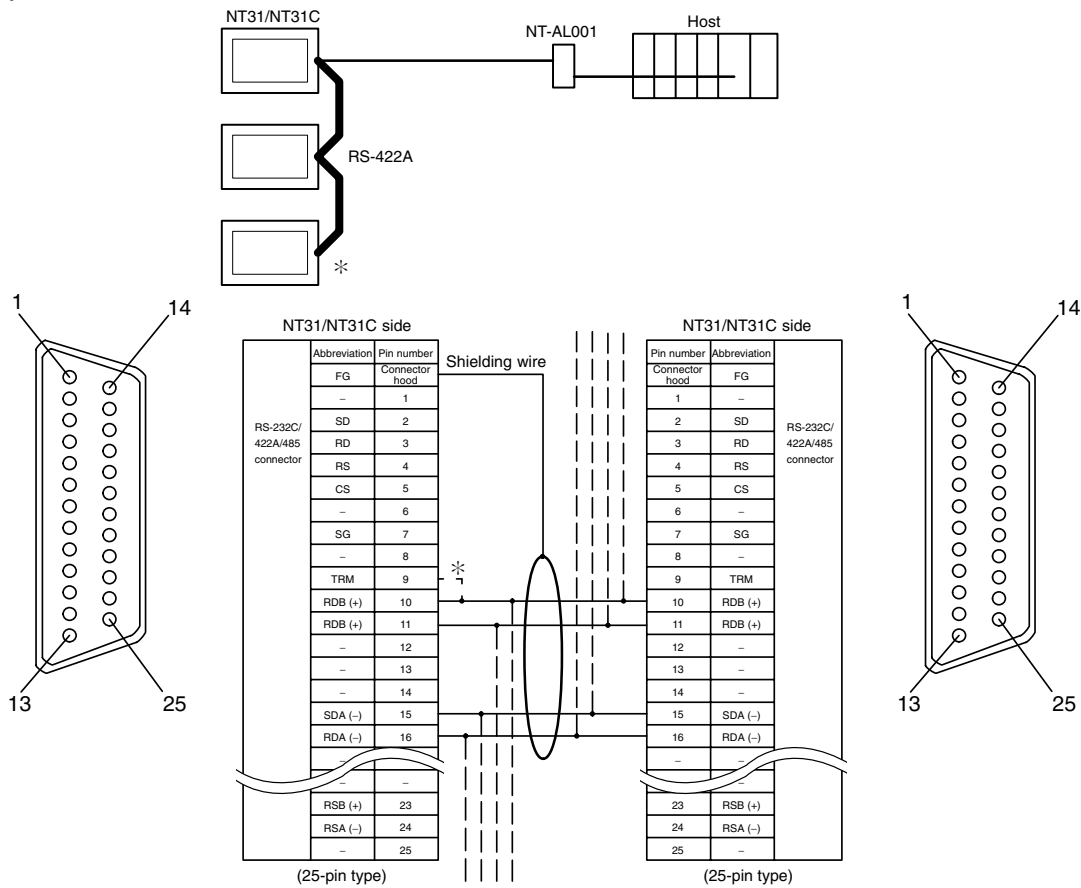 NT31/NT31C
NT-AL001
Host
RS-422A
*
1
14
13
25
NT31/NT31C side
NT31/NT31C side
1
14
13
25
Abbreviation Pin number
RS-232C/
422A/485
connector
FG Connector hood
– 1
SD 2
RD 3
RS 4
CS 5
– 6
SG 7
– 8
TRM 9
RDB (+) 10
RDB (+) 11
– 12
– 13
– 14
SDA (–) 15
RDA (–) 16
– –
– –
RSB (+) 23
RSA (–) 24
– 25
(25-pin type)
Shielding wire
*
Pin number Abbreviation
Connector hood FG
1 –
2 SD
3 RD
4 RS
5 CS
6 –
7 SG
8 –
9 TRM
10 RDB (+)
11 RDB (+)
12 –
13 –
14 –
15 SDA (–)
16 RDA (–)
– –
– –
23 RSB (+)
24 RSA (–)
25 –
RS-232C/
422A/485
connector
(25-pin type)